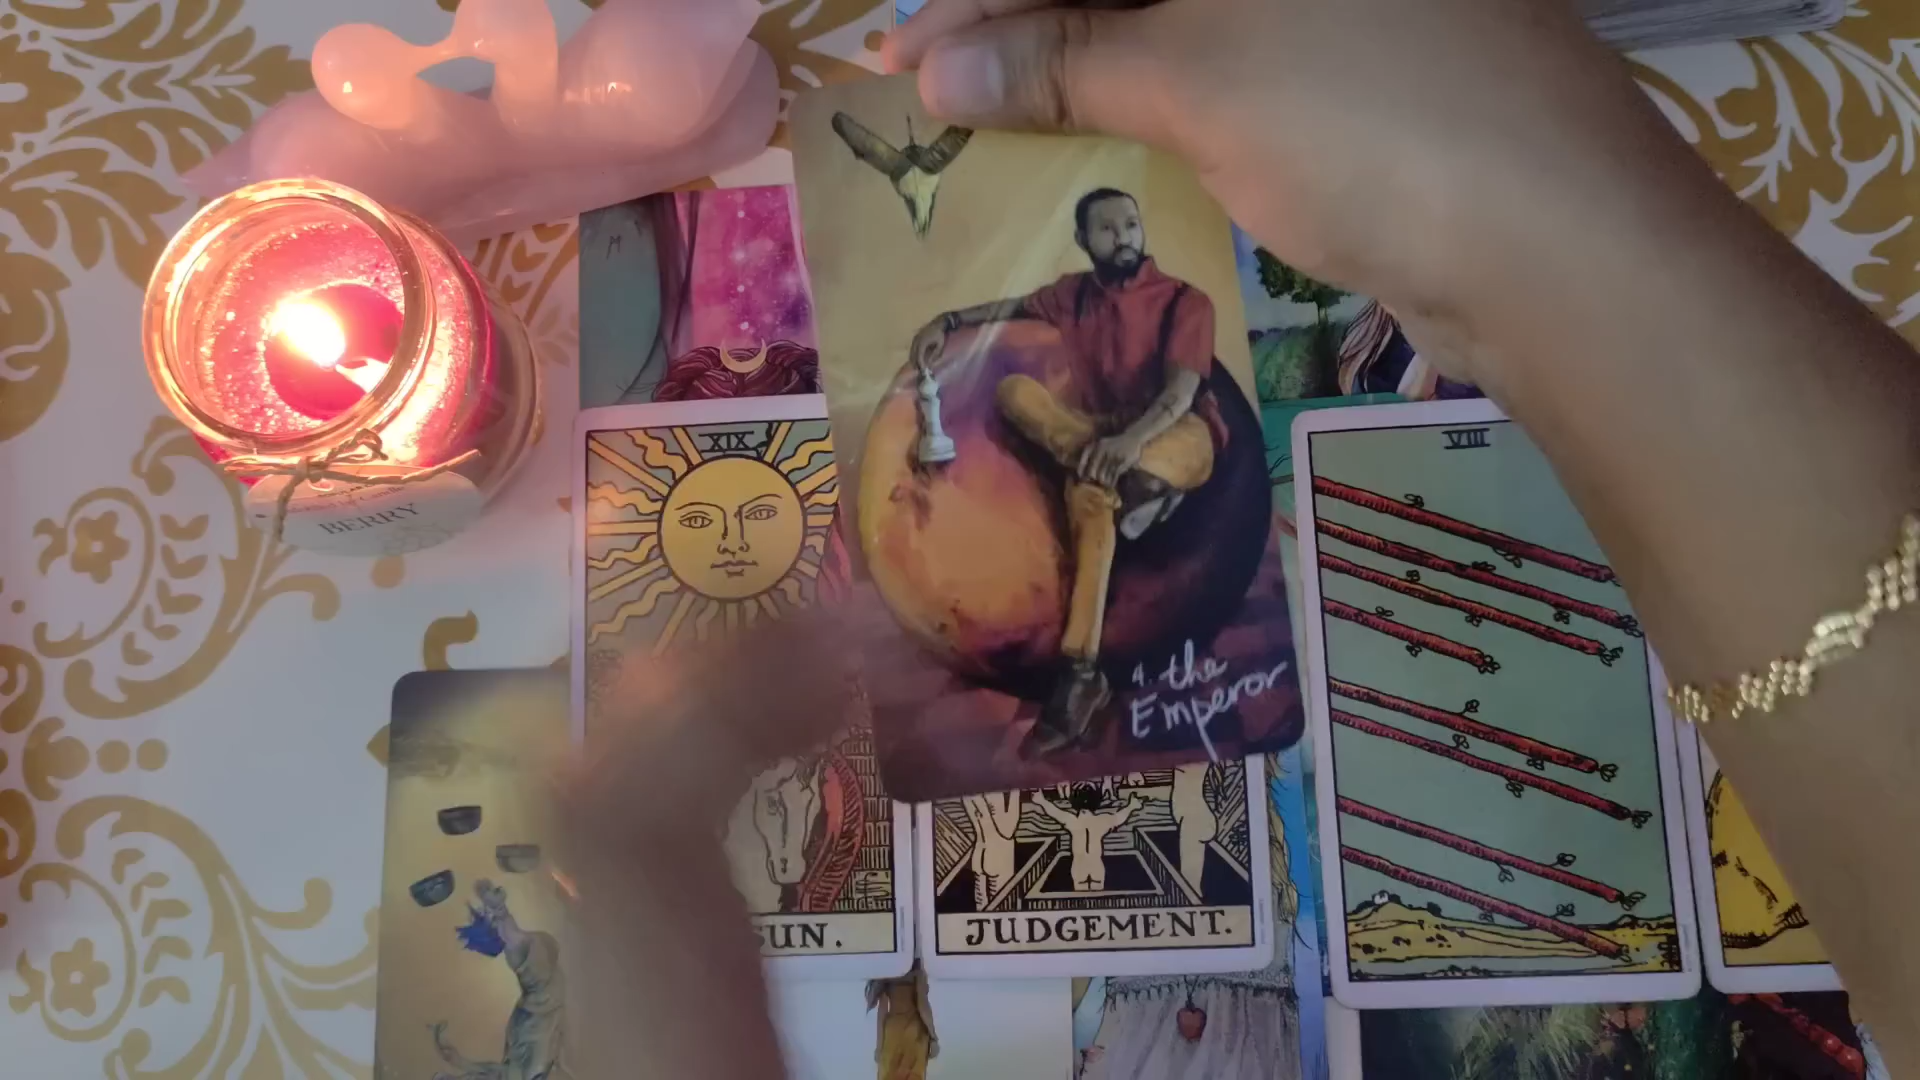 XIX
VIII
BERRY
4. the
Emperor
SUN.
JUDGEMENT.